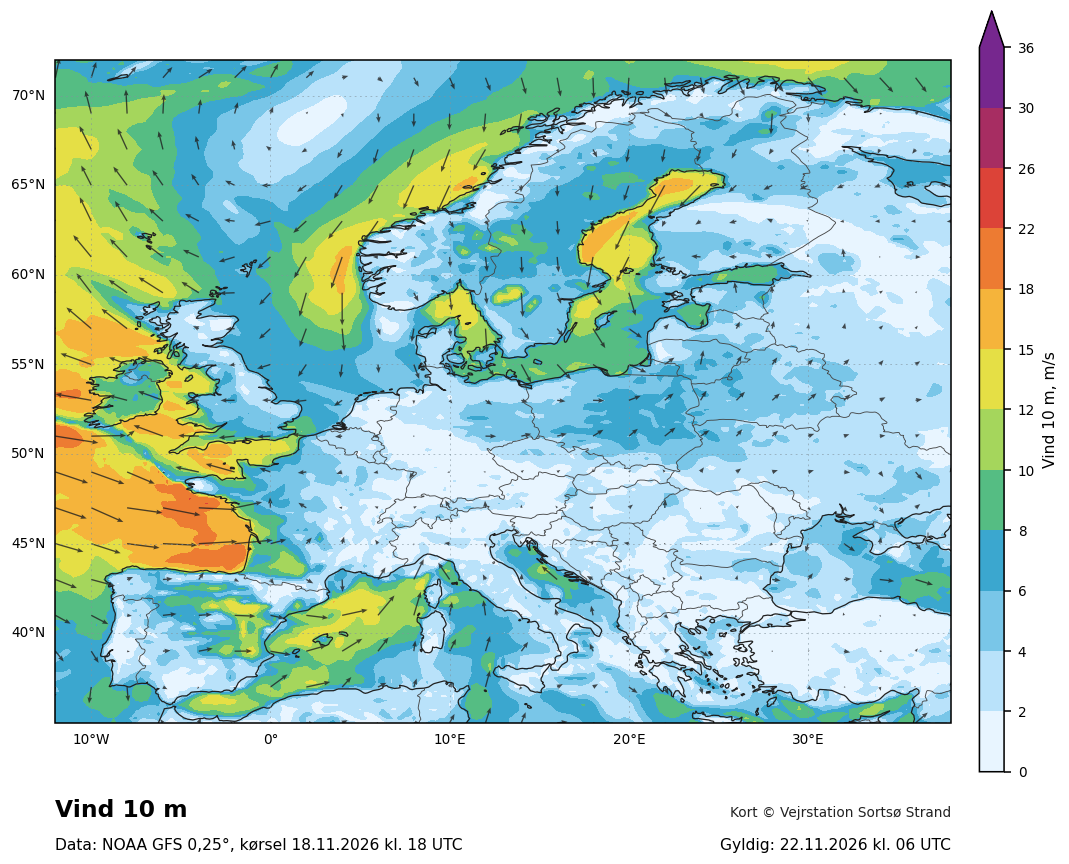 36
30
26
22
18
15
12
10
8
6
4
2
0
Vind 10 m, m/s
70°N
65°N
60°N
55°N
50°N
45°N
40°N
10°W
0°
10°E
20°E
30°E
Vind 10 m
Kort © Vejrstation Sortsø Strand
Data: NOAA GFS 0,25°, kørsel 18.11.2026 kl. 18 UTC
Gyldig: 22.11.2026 kl. 06 UTC